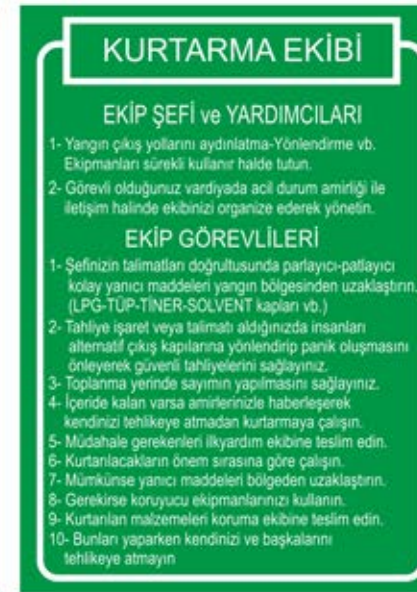 KURTARMA EKİBİ
EKİP ŞEFİ ve YARDIMCILARI
1- Yangın çıkış yollarını aydınlatma-Yönlendirme vb.
Ekipmanları sürekli kullanır halde tutun.
2- Görevli olduğunuz vardiyada acil durum amirliği ile
iletişim halinde ekibinizi organize ederek yönetin.
EKİP GÖREVLİLERİ
1- Şefinizin talimatları doğrultusunda parlayıcı-patlayıcı
kolay yanıcı maddeleri yangın bölgesinden uzaklaştırın.
(LPG-TÜP-TİNER-SOLVENT kapları vb.)
2- Tahliye işaret veya talimatı aldığınızda insanları
alternatif çıkış kapılarına yönlendirip panik oluşmasını
önleyerek güvenli tahliyelerini sağlayınız.
3- Toplanma yerinde sayımın yapılmasını sağlayınız.
4- İçeride kalan varsa amirlerinizle haberleşerek
kendinizi tehlikeye atmadan kurtarmaya çalışın.
5- Müdahale gerekenleri ilkyardım ekibine teslim edin.
6- Kurtarılacakların önem sırasına göre çalışın.
7- Mümkünse yanıcı maddeleri bölgeden uzaklaştırın.
8- Gerekirse koruyucu ekipmanlarınızı kullanın.
9- Kurtarılan malzemeleri koruma ekibine teslim edin.
10- Bunları yaparken kendinizi ve başkalarını
tehlikeye atmayın